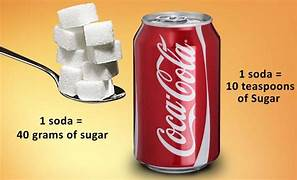 1 soda =
40 grams of sugar
Coca-Cola
1 soda =
10 teaspoons
of Sugar